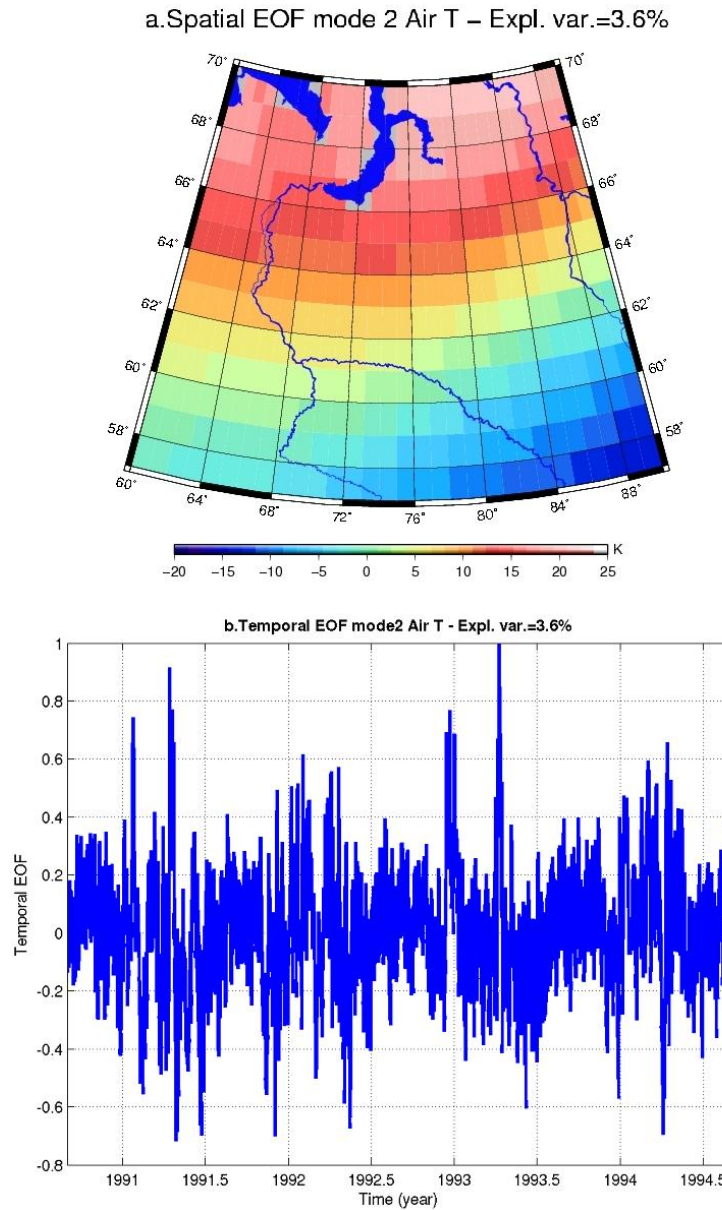 a.Spatial EOF mode 2 Air T – Expl. var.=3.6%
70˚ 70˚
68˚ 68˚
66˚ 66˚
64˚ 64˚
62˚ 62˚
60˚ 60˚
58˚ 58˚
60˚ 64˚ 68˚ 72˚ 76˚ 80˚ 84˚ 88˚
K
−20 −15 −10 −5 0 5 10 15 20 25
b.Temporal EOF mode2 Air T - Expl. var.=3.6%
Temporal EOF
1
0.8
0.6
0.4
0.2
0
-0.2
-0.4
-0.6
-0.8
1991 1991.5 1992 1992.5 1993 1993.5 1994 1994.5
Time (year)